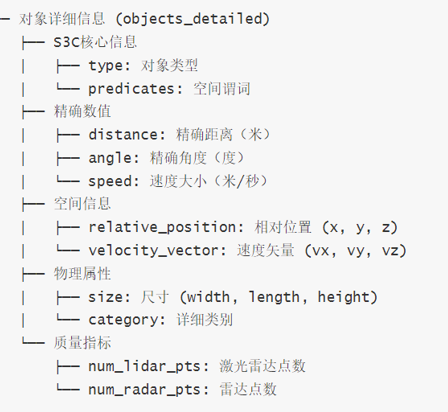 ─ 对象详细信息 (objects_detailed)
├── S3C核心信息
│   ├── type: 对象类型
│   └── predicates: 空间谓词
├── 精确数值
│   ├── distance: 精确距离（米）
│   ├── angle: 精确角度（度）
│   └── speed: 速度大小（米/秒）
├── 空间信息
│   ├── relative_position: 相对位置 (x, y, z)
│   └── velocity_vector: 速度矢量 (vx, vy, vz)
├── 物理属性
│   ├── size: 尺寸 (width, length, height)
│   └── category: 详细类别
└── 质量指标
    ├── num_lidar_pts: 激光雷达点数
    └── num_radar_pts: 雷达点数